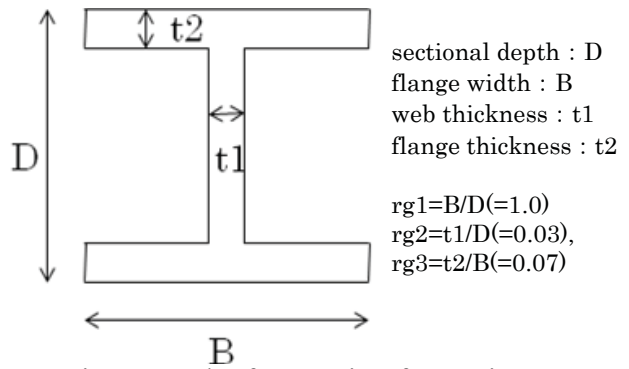 t2
sectional depth : D
flange width : B
web thickness : t1
flange thickness : t2
D
t1
rg1=B/D(=1.0)
rg2=t1/D(=0.03),
rg3=t2/B(=0.07)
B